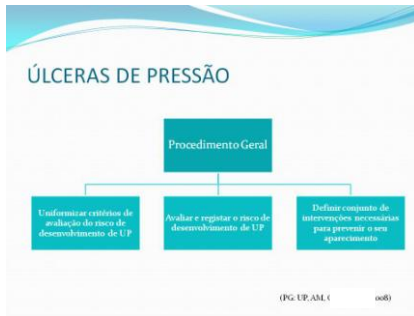 ÚLCERAS DE PRESSÃO
Procedimento Geral
Uniformizar critérios de
avaliação do risco de
desenvolvimento de UP
Avaliar e registar o risco de
desenvolvimento de UP
Definir conjunto de
intervenções necessárias
para prevenir o seu
aparecimento
(PG: UP, AM, ( 008)